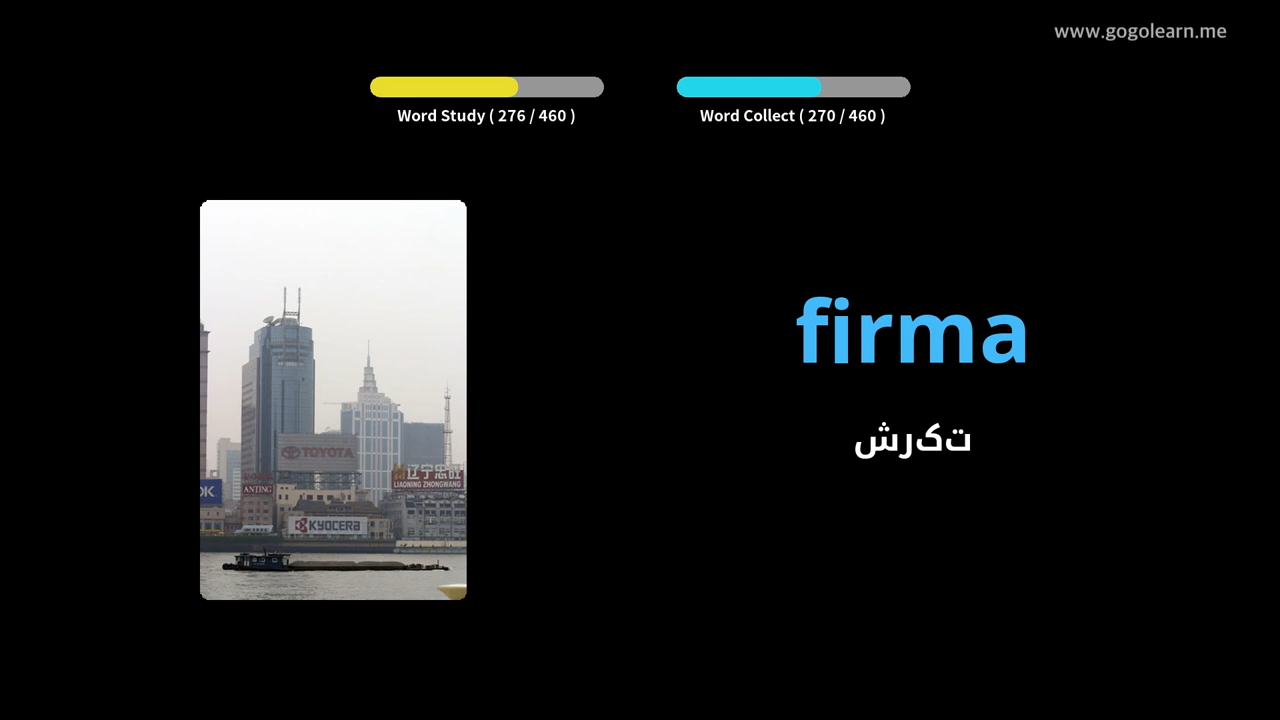 www.gogolearn.me
Word Study ( 276 / 460 )
Word Collect ( 270 / 460 )
firma
تکرش
TOYOTA
辽宁忠旺
LIAONING ZHONGWANG
ANTING
KYOCERA